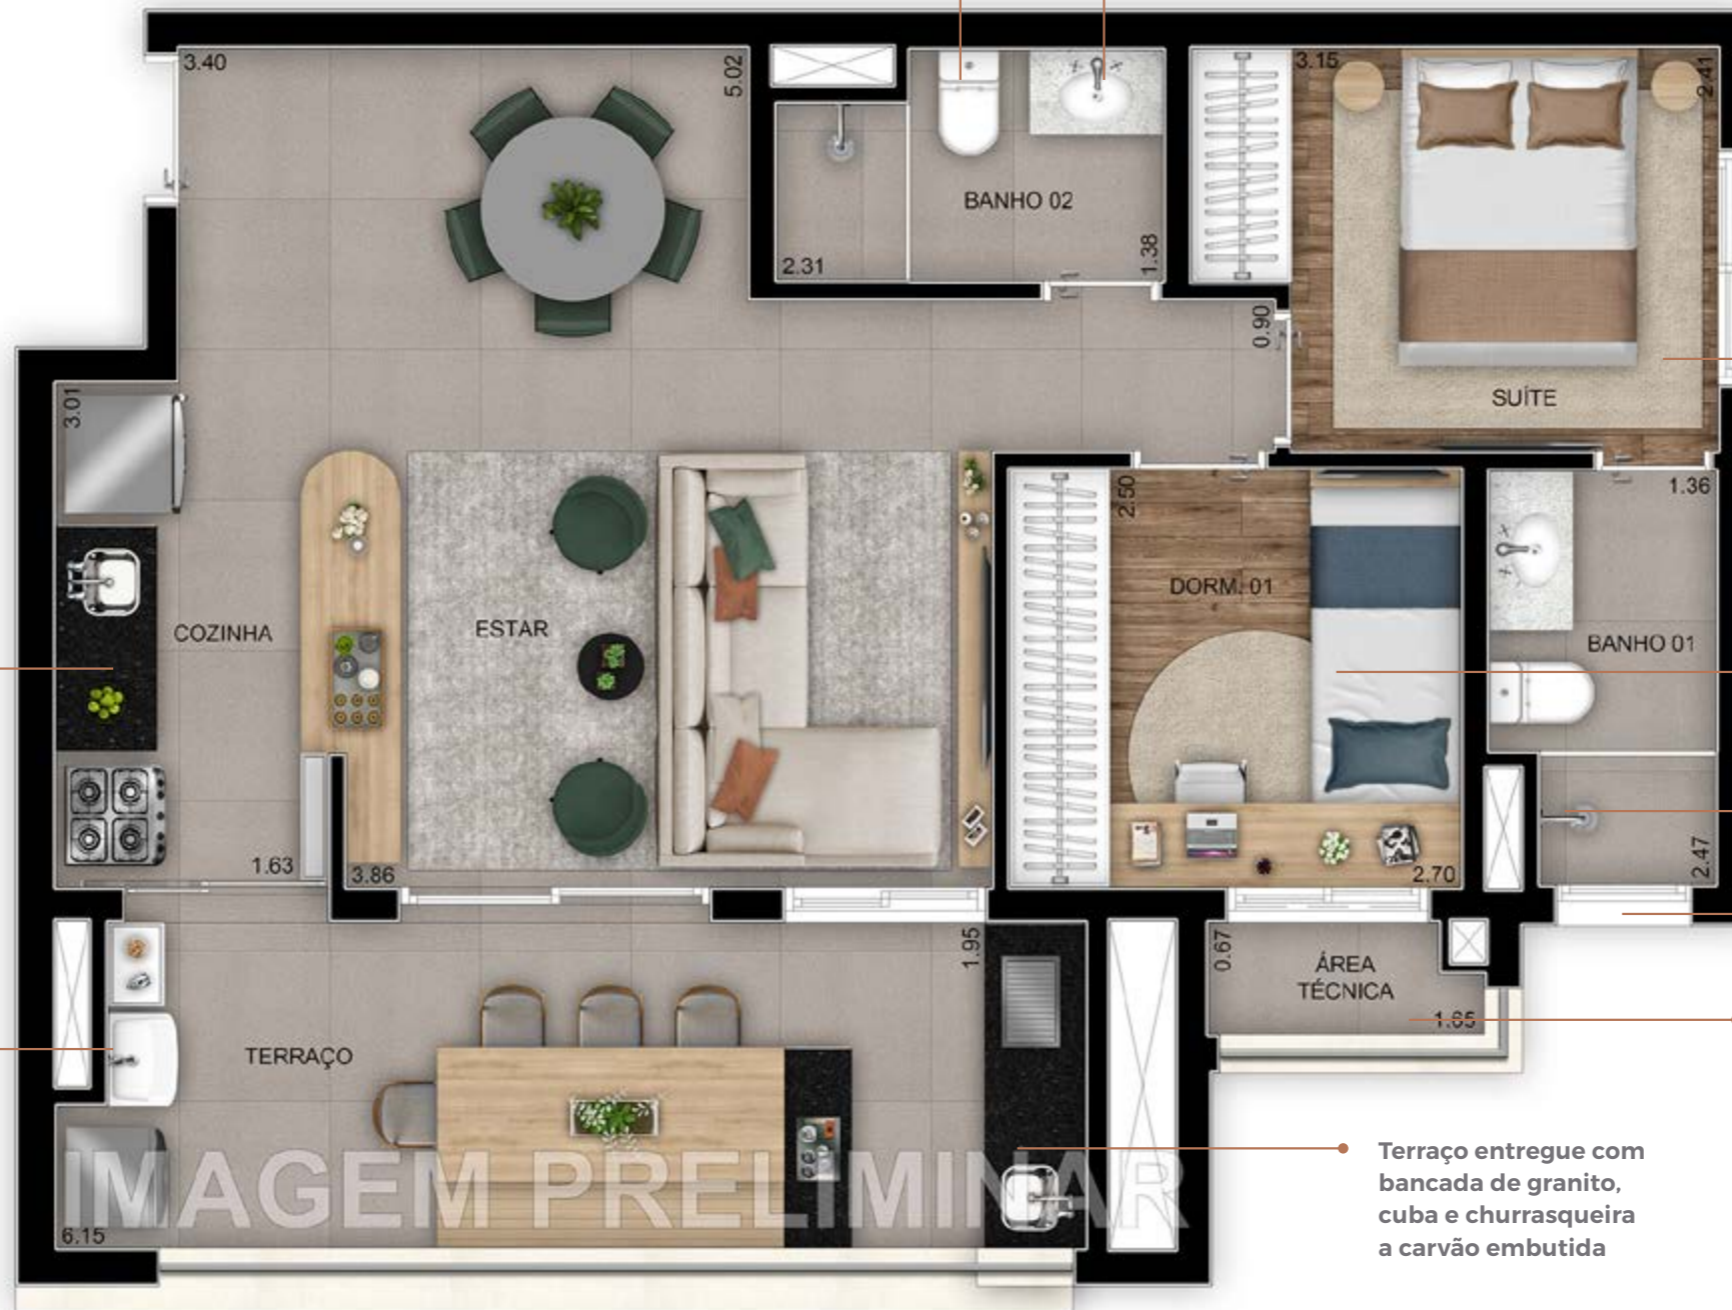 3.40
5.02
BANHO 02
2.31
1.38
3.15
2.41
0.90
SUÍTE
3.01
COZINHA
ESTAR
2.50
DORM. 01
1.36
BANHO 01
1.63
3.86
2.70
2.47
1.95
0.67
ÁREA
TÉCNICA
1.65
TERRAÇO
IMAGEM PRELIMINAR
6.15
Terraço entregue com
bancada de granito,
cuba e churrasqueira
a carvão embutida